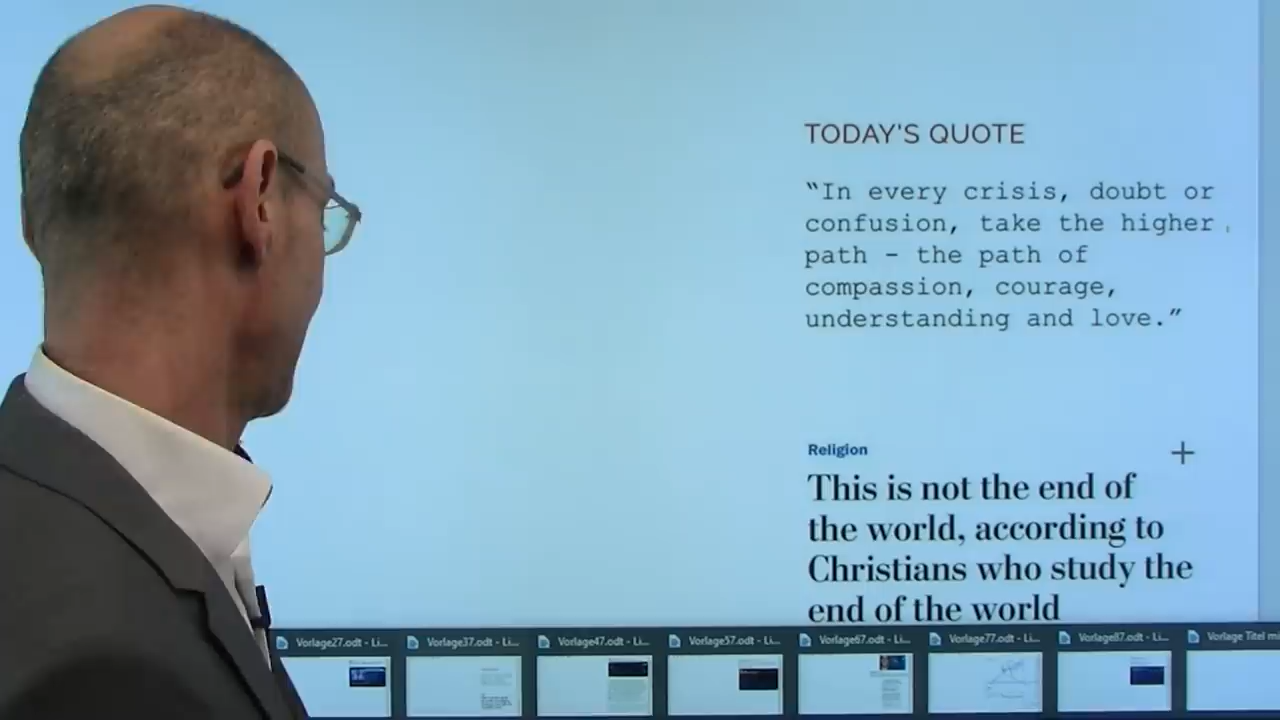 TODAY'S QUOTE
“In every crisis, doubt or
confusion, take the higher
path - the path of
compassion, courage,
understanding and love.”
Religion
This is not the end of
the world, according to
Christians who study the
end of the world
Vorlage27.odt - Li...
Vorlage37.odt - Li...
Vorlage47.odt - Li...
Vorlage57.odt - Li...
Vorlage67.odt - Li...
Vorlage77.odt - Li...
Vorlage87.odt - Li...
Vorlage Titel